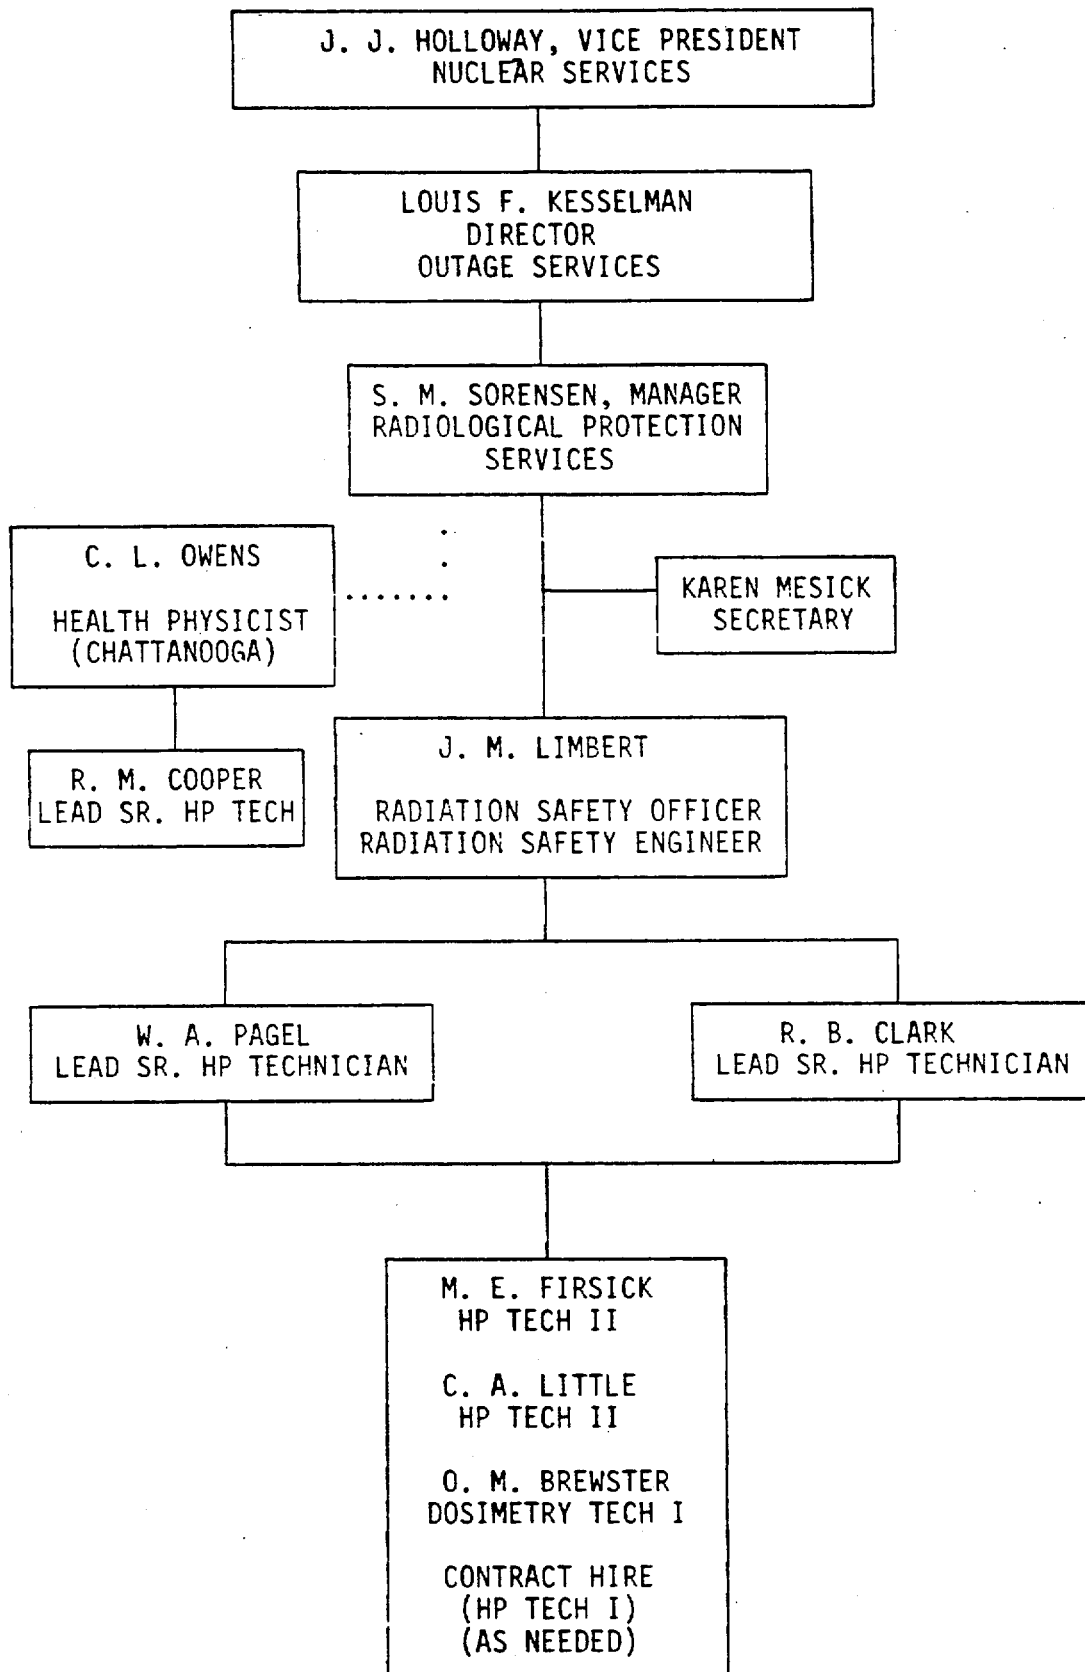 J. J. HOLLOWAY, VICE PRESIDENT
NUCLEAR SERVICES
LOUIS F. KESSELMAN
DIRECTOR
OUTAGE SERVICES
S. M. SORENSEN, MANAGER
RADIOLOGICAL PROTECTION
SERVICES
C. L. OWENS
HEALTH PHYSICIST
(CHATTANOOGA)
KAREN MESICK
SECRETARY
R. M. COOPER
LEAD SR. HP TECH
J. M. LIMBERT
RADIATION SAFETY OFFICER
RADIATION SAFETY ENGINEER
W. A. PAGEL
LEAD SR. HP TECHNICIAN
R. B. CLARK
LEAD SR. HP TECHNICIAN
M. E. FIRSICK
HP TECH II
C. A. LITTLE
HP TECH II
O. M. BREWSTER
DOSIMETRY TECH I
CONTRACT HIRE
(HP TECH I)
(AS NEEDED)